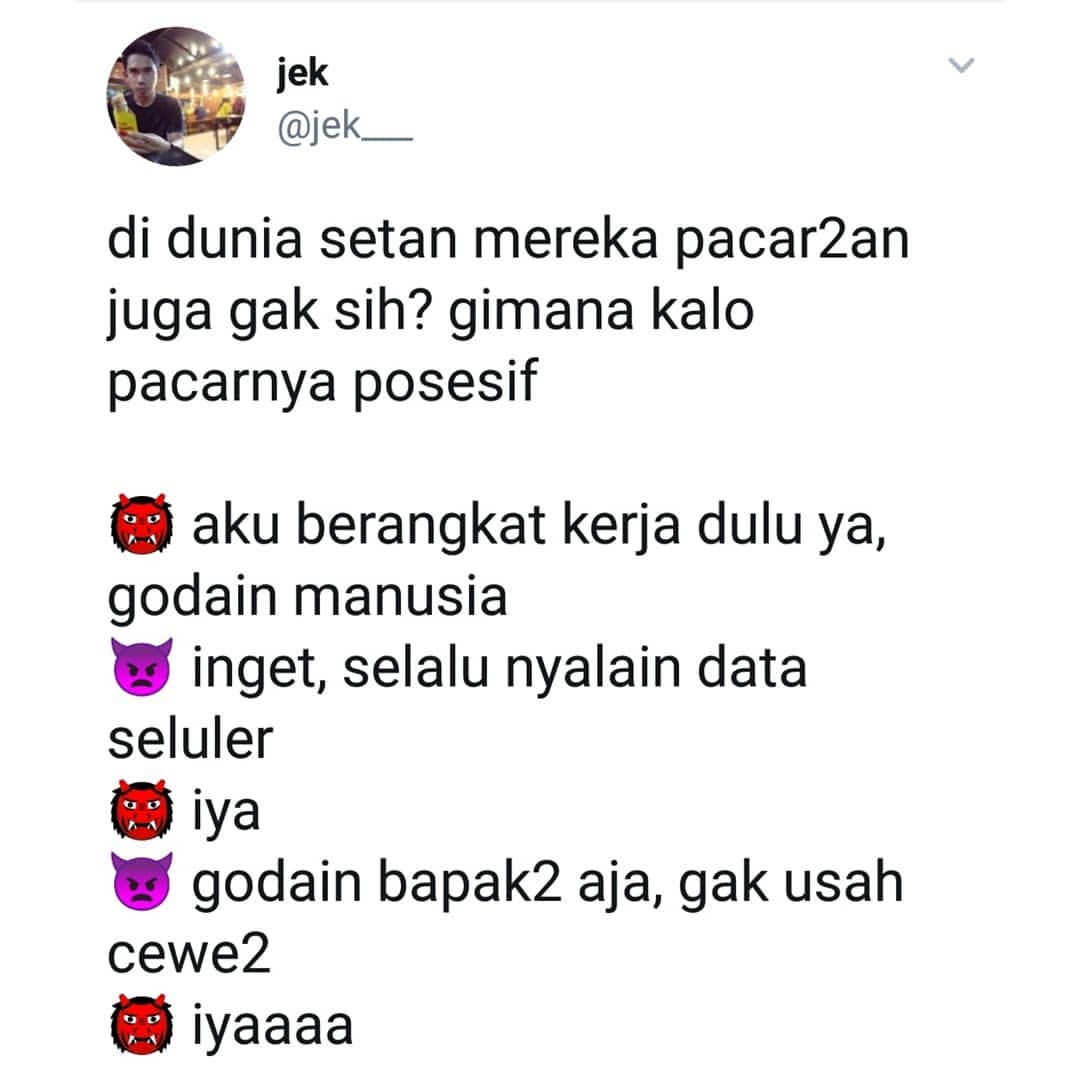 jek
@jek___
di dunia setan mereka pacar2an
juga gak sih? gimana kalo
pacarnya posesif
👹 aku berangkat kerja dulu ya,
godain manusia
👿 inget, selalu nyalain data
seluler
👹 iya
👿 godain bapak2 aja, gak usah
cewe2
👹 iyaaaa